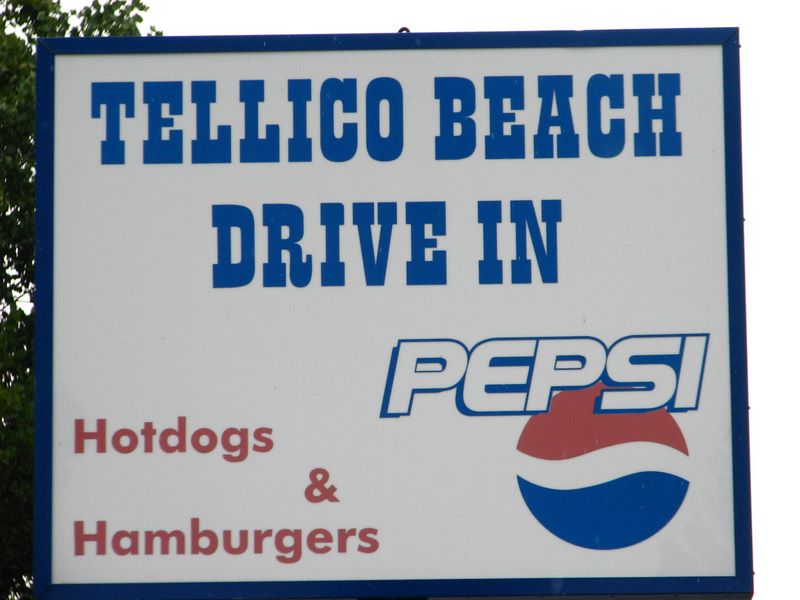 TELLICO BEACH
DRIVE IN
PEPSI
Hotdogs
&
Hamburgers